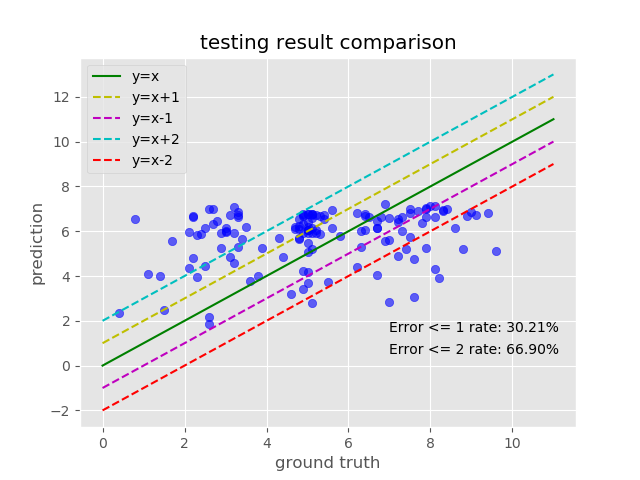 testing result comparison
y=x
y=x+1
y=x-1
y=x+2
y=x-2
12
10
8
6
4
2
0
−2
prediction
Error <= 1 rate: 30.21%
Error <= 2 rate: 66.90%
0 2 4 6 8 10
ground truth